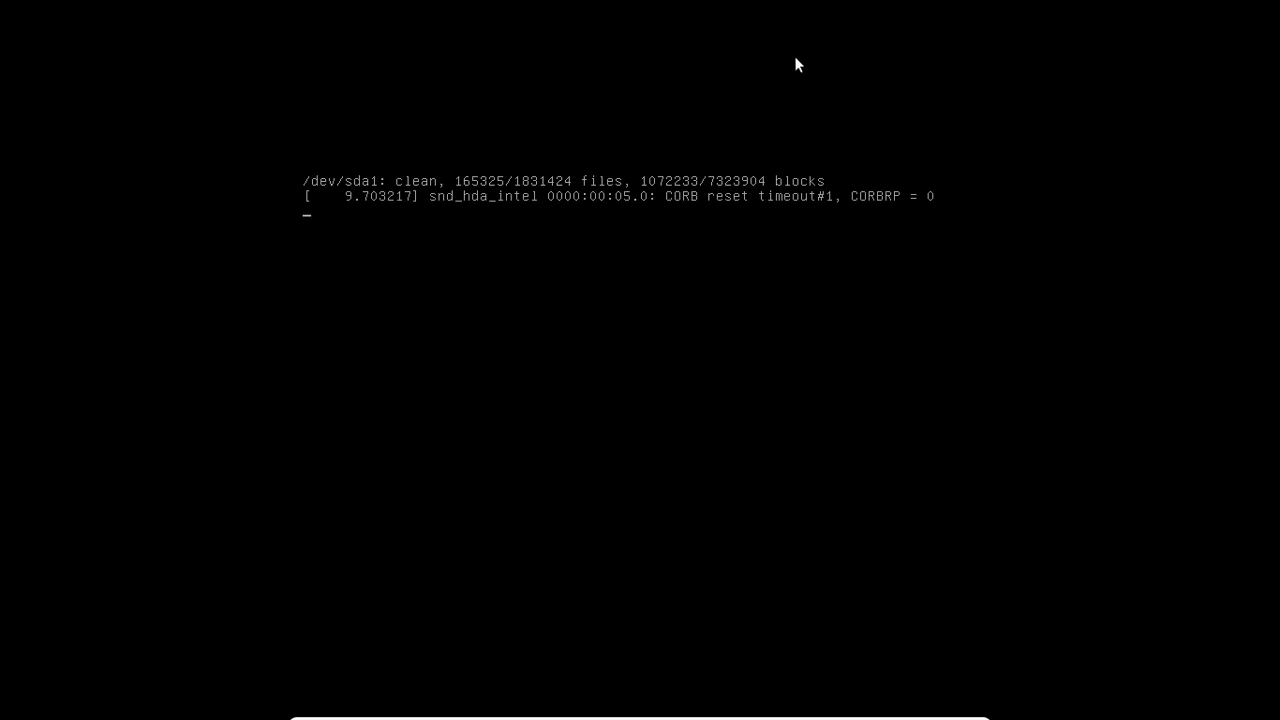 /dev/sda1: clean, 165325/1831424 files, 1072233/7323904 blocks
[    9.703217] snd_hda_intel 0000:00:05.0: CORB reset timeout#1, CORBRP = 0